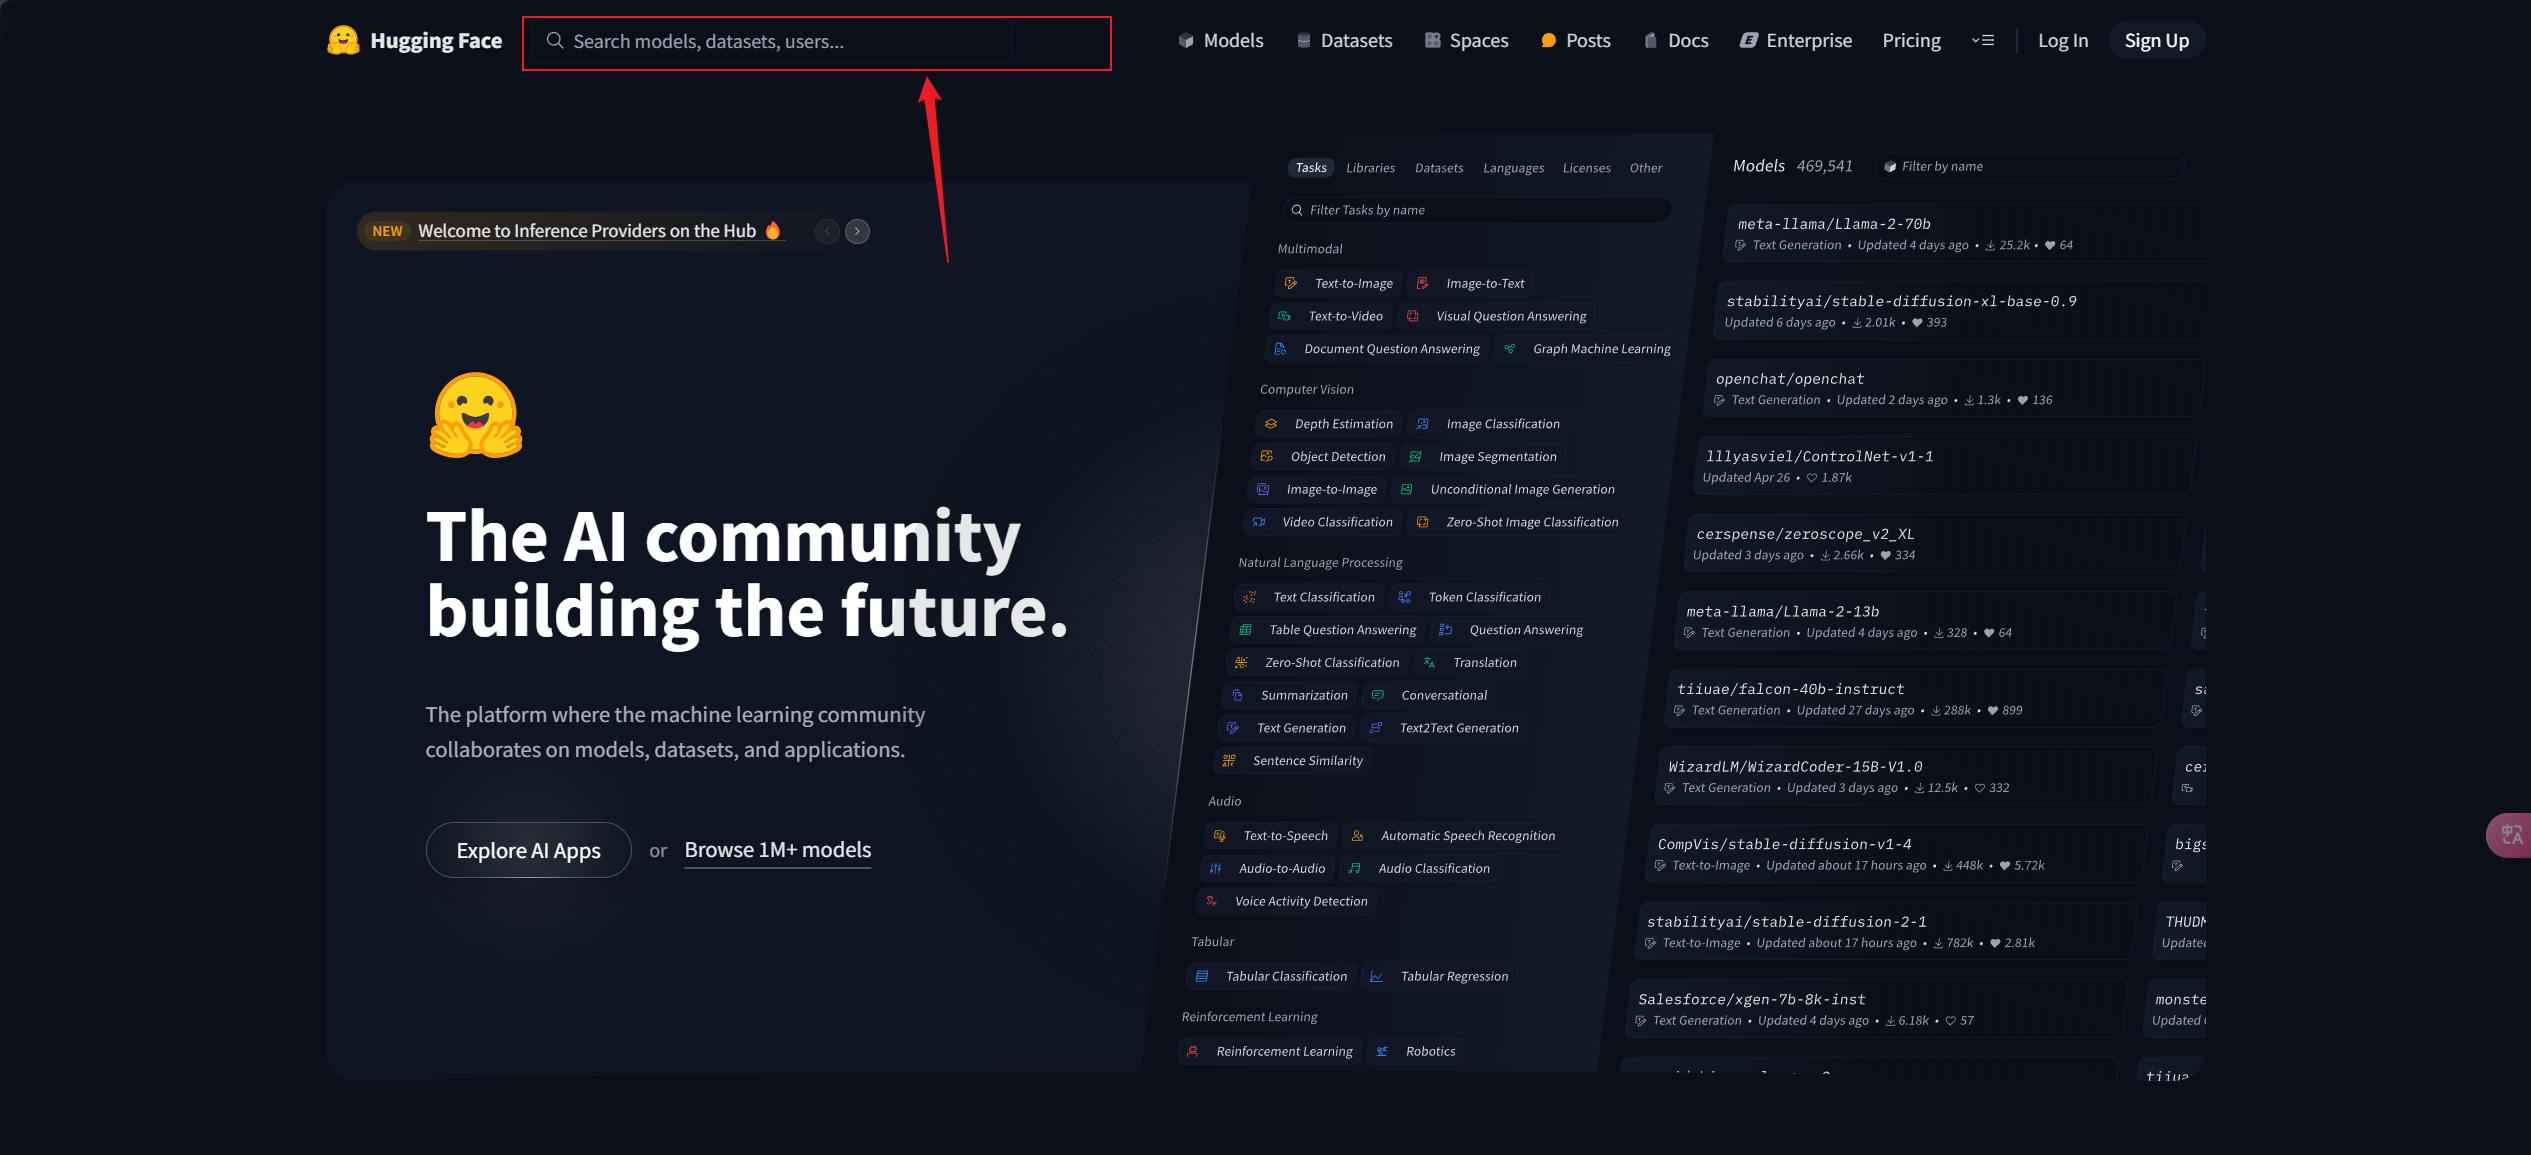 Hugging Face
Search models, datasets, users...
Models
Datasets
Spaces
Posts
Docs
Enterprise
Pricing
Log In
Sign Up
NEW Welcome to Inference Providers on the Hub 🔥
The AI community
building the future.
The platform where the machine learning community
collaborates on models, datasets, and applications.
Explore AI Apps or Browse 1M+ models
Tasks Libraries Datasets Languages Licenses Other
Filter Tasks by name
Multimodal
Text-to-Image Image-to-Text
Text-to-Video Visual Question Answering
Document Question Answering Graph Machine Learning
Computer Vision
Depth Estimation Image Classification
Object Detection Image Segmentation
Image-to-Image Unconditional Image Generation
Video Classification Zero-Shot Image Classification
Natural Language Processing
Text Classification Token Classification
Table Question Answering Question Answering
Zero-Shot Classification Translation
Summarization Conversational
Text Generation Text2Text Generation
Sentence Similarity
Audio
Text-to-Speech Automatic Speech Recognition
Audio-to-Audio Audio Classification
Voice Activity Detection
Tabular
Tabular Classification Tabular Regression
Reinforcement Learning
Reinforcement Learning Robotics
Models 469,541 Filter by name
meta-llama/Llama-2-70b
Text Generation • Updated 4 days ago • 25.2k • 64
stabilityai/stable-diffusion-xl-base-0.9
Updated 6 days ago • 2.01k • 393
openchat/openchat
Text Generation • Updated 2 days ago • 1.3k • 136
lllyasviel/ControlNet-v1-1
Updated Apr 26 • 1.87k
cerspense/zeroscope_v2_XL
Updated 3 days ago • 2.66k • 334
meta-llama/Llama-2-13b
Text Generation • Updated 4 days ago • 328 • 64
tiiuae/falcon-40b-instruct
Text Generation • Updated 27 days ago • 288k • 899
WizardLM/WizardCoder-15B-V1.0
Text Generation • Updated 3 days ago • 12.5k • 332
CompVis/stable-diffusion-v1-4
Text-to-Image • Updated about 17 hours ago • 448k • 5.72k
stabilityai/stable-diffusion-2-1
Text-to-Image • Updated about 17 hours ago • 782k • 2.81k
Salesforce/xgen-7b-8k-inst
Text Generation • Updated 4 days ago • 6.18k • 57
bigs
THUDM
Updated
monste
Updated
tiiua
中A